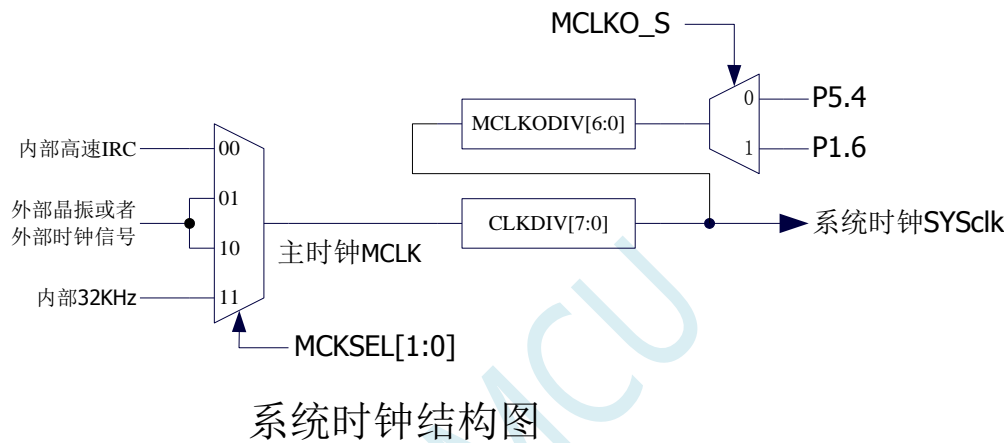 MCLKO_S
MCLKODIV[6:0]
0
P5.4
1
P1.6
内部高速IRC
00
外部晶振或者
外部时钟信号
01
10
内部32KHz
11
主时钟MCLK
CLKDIV[7:0]
系统时钟SYSclk
MCKSEL[1:0]
系统时钟结构图
MCU